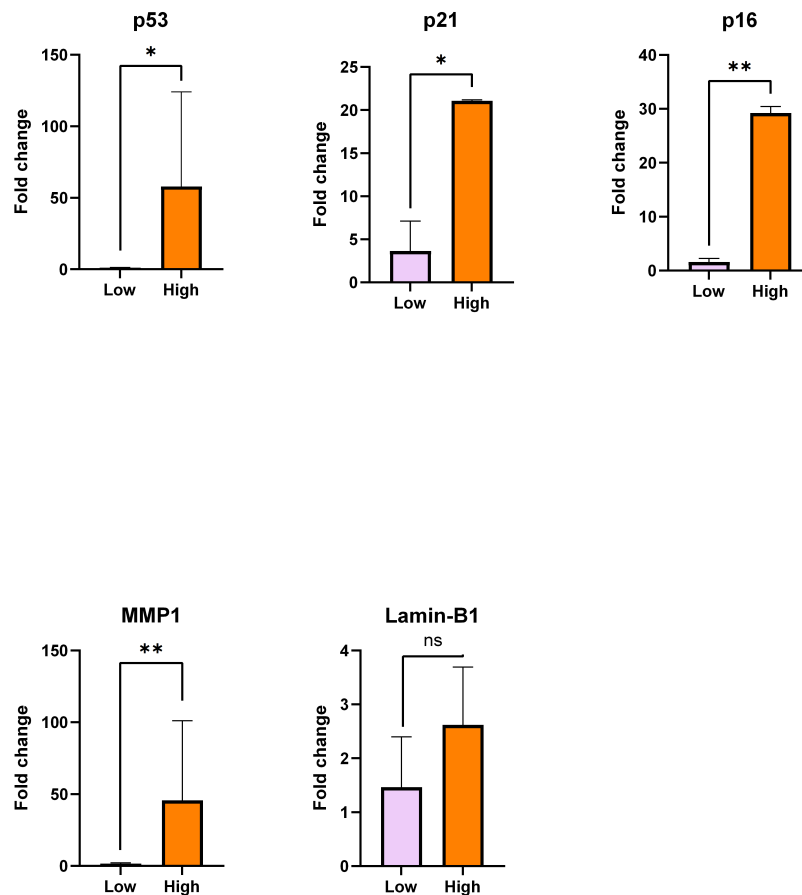 p53
150
100
50
0
Fold change
*
Low High
p21
25
20
15
10
5
0
Fold change
*
Low High
p16
40
30
20
10
0
Fold change
**
Low High
MMP1
150
100
50
0
Fold change
**
Low High
Lamin-B1
4
3
2
1
0
Fold change
ns
Low High